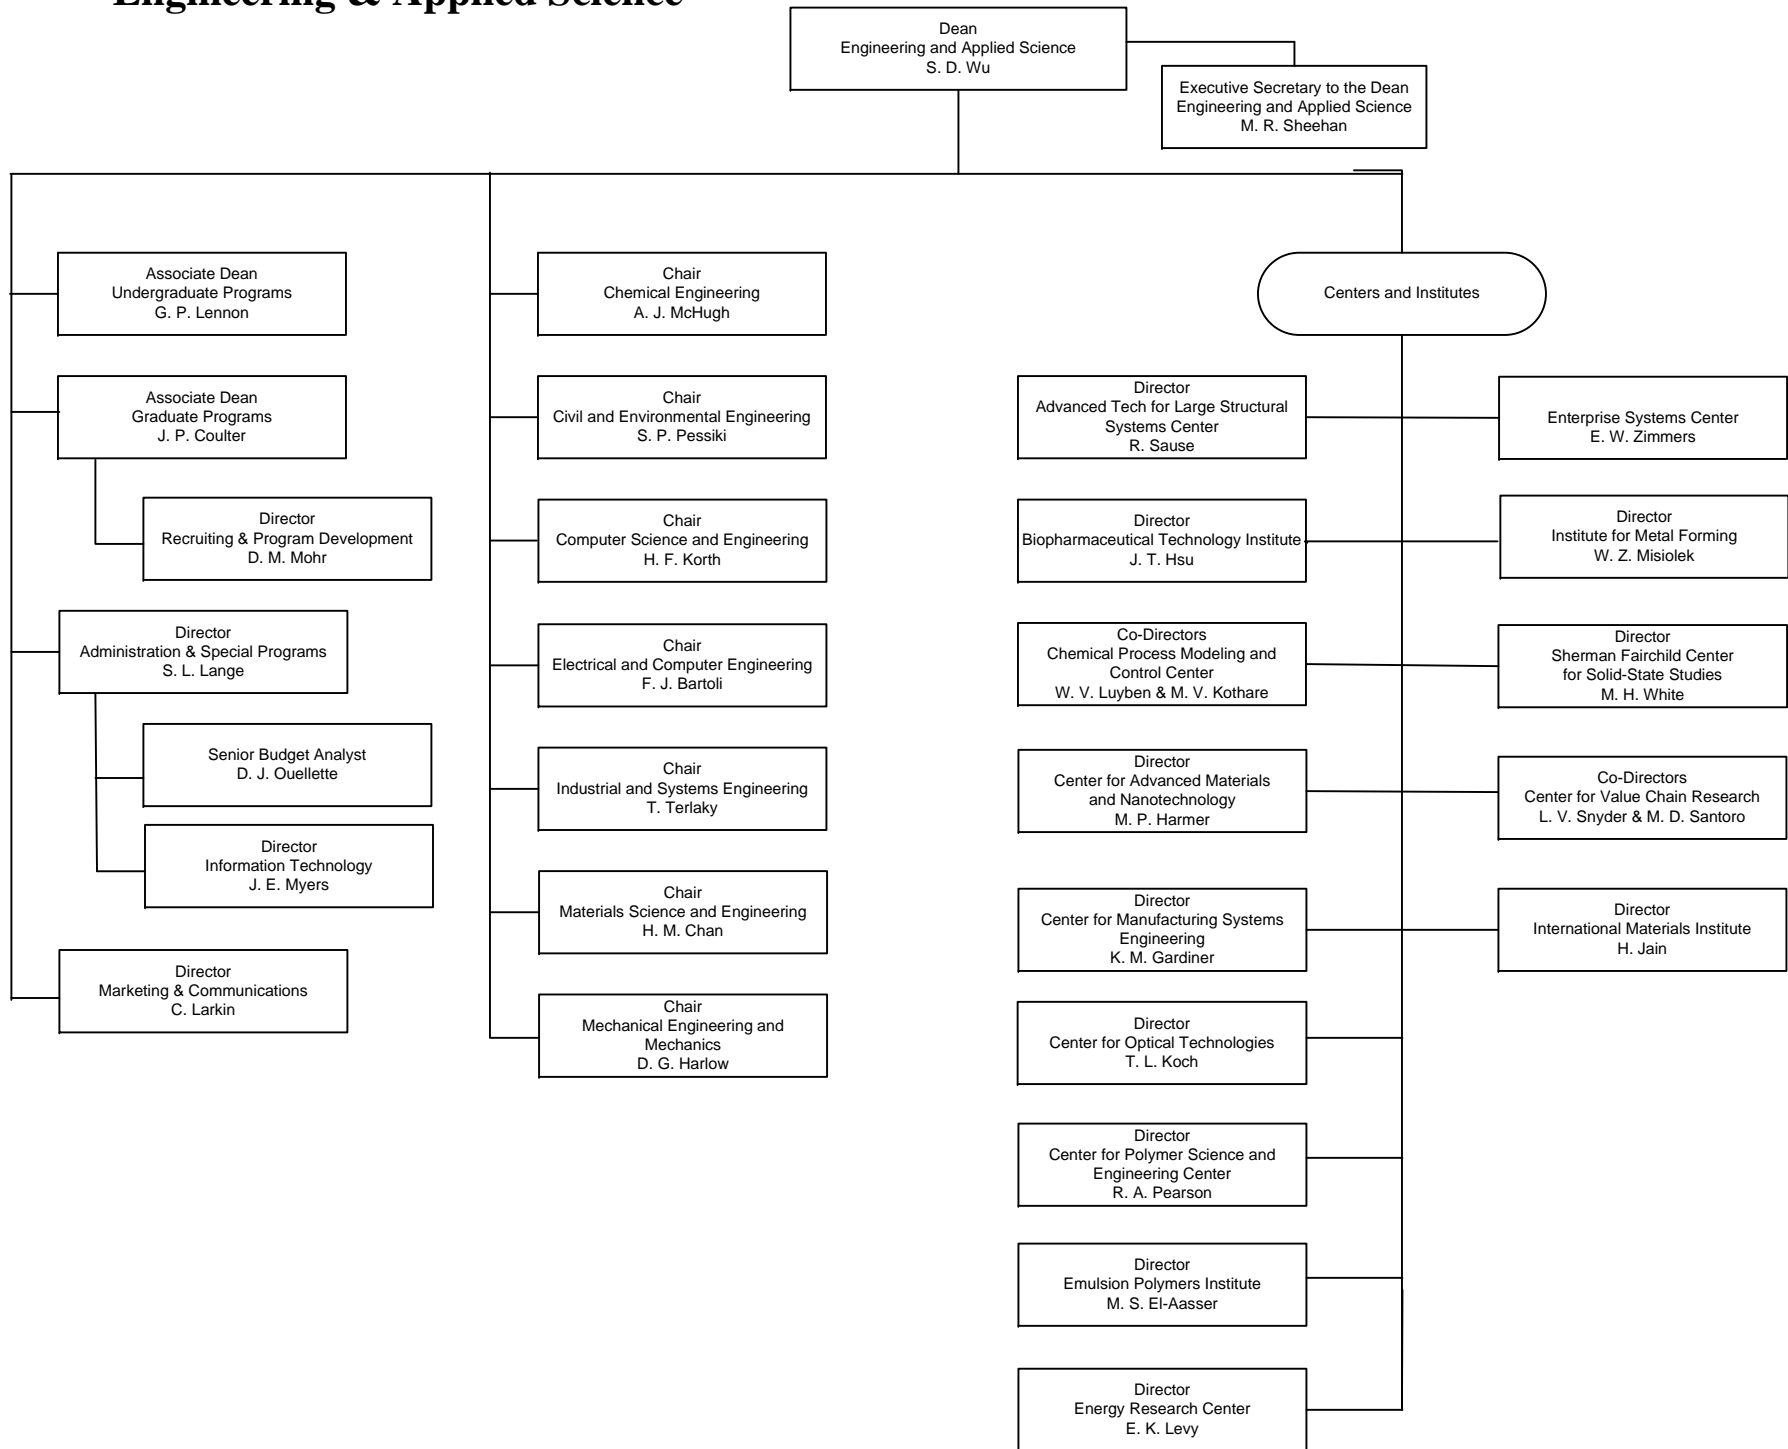 Engineering & Applied Science
Dean
Engineering and Applied Science
S. D. Wu
Executive Secretary to the Dean
Engineering and Applied Science
M. R. Sheehan
Associate Dean
Undergraduate Programs
G. P. Lennon
Associate Dean
Graduate Programs
J. P. Coulter
Director
Recruiting & Program Development
D. M. Mohr
Director
Administration & Special Programs
S. L. Lange
Senior Budget Analyst
D. J. Ouellette
Director
Information Technology
J. E. Myers
Director
Marketing & Communications
C. Larkin
Chair
Chemical Engineering
A. J. McHugh
Chair
Civil and Environmental Engineering
S. P. Pessiki
Chair
Computer Science and Engineering
H. F. Korth
Chair
Electrical and Computer Engineering
F. J. Bartoli
Chair
Industrial and Systems Engineering
T. Terlaky
Chair
Materials Science and Engineering
H. M. Chan
Chair
Mechanical Engineering and
Mechanics
D. G. Harlow
Centers and Institutes
Director
Advanced Tech for Large Structural
Systems Center
R. Sause
Director
Biopharmaceutical Technology Institute
J. T. Hsu
Co-Directors
Chemical Process Modeling and
Control Center
W. V. Luyben & M. V. Kothare
Director
Center for Advanced Materials
and Nanotechnology
M. P. Harmer
Director
Center for Manufacturing Systems
Engineering
K. M. Gardiner
Director
Center for Optical Technologies
T. L. Koch
Director
Center for Polymer Science and
Engineering Center
R. A. Pearson
Director
Emulsion Polymers Institute
M. S. El-Aasser
Director
Energy Research Center
E. K. Levy
Enterprise Systems Center
E. W. Zimmers
Director
Institute for Metal Forming
W. Z. Misiolek
Director
Sherman Fairchild Center
for Solid-State Studies
M. H. White
Co-Directors
Center for Value Chain Research
L. V. Snyder & M. D. Santoro
Director
International Materials Institute
H. Jain